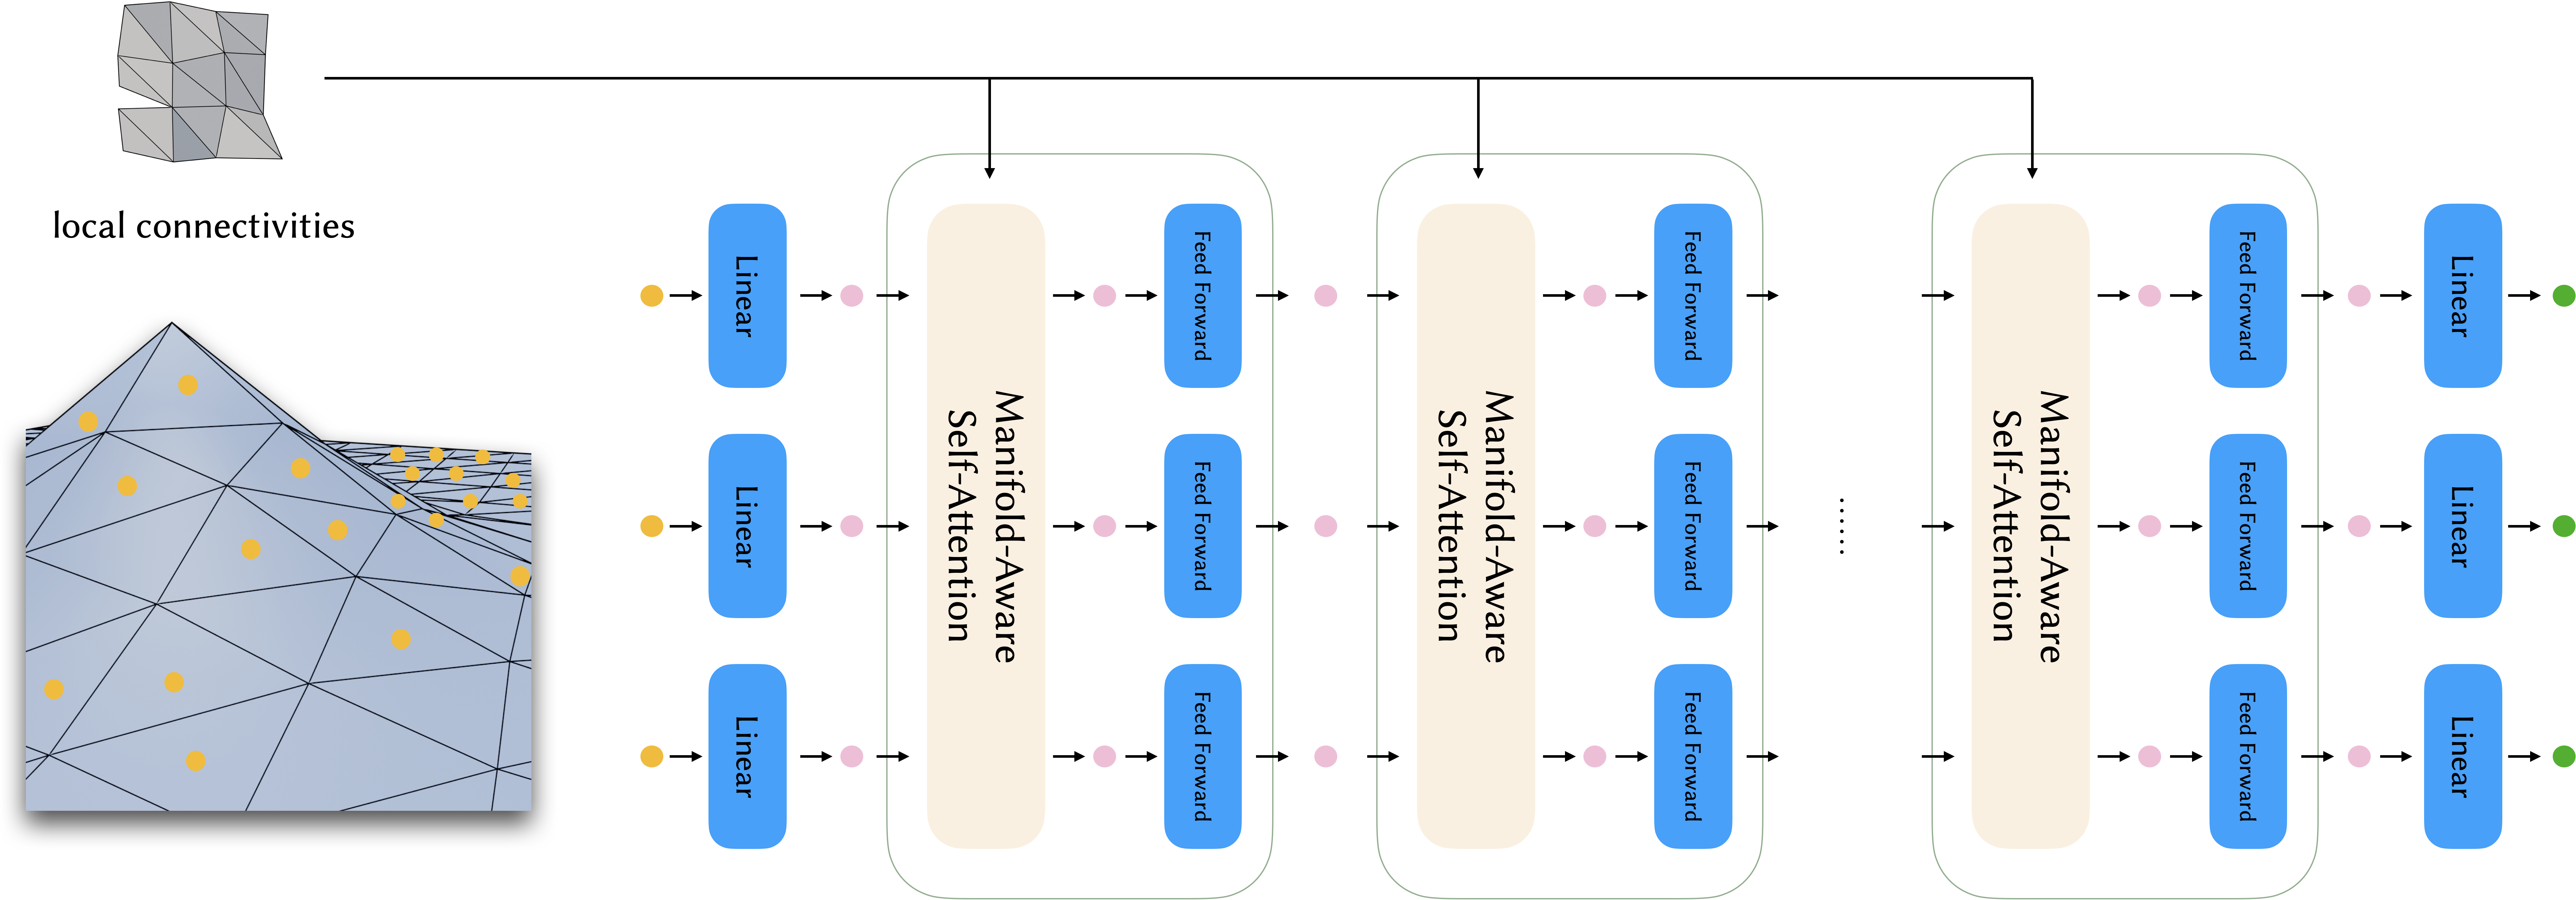 local connectivities
Linear
Linear
Linear
Manifold-Aware
Self-Attention
Feed Forward
Feed Forward
Feed Forward
Manifold-Aware
Self-Attention
Feed Forward
Feed Forward
Feed Forward
......
Manifold-Aware
Self-Attention
Feed Forward
Feed Forward
Feed Forward
Linear
Linear
Linear